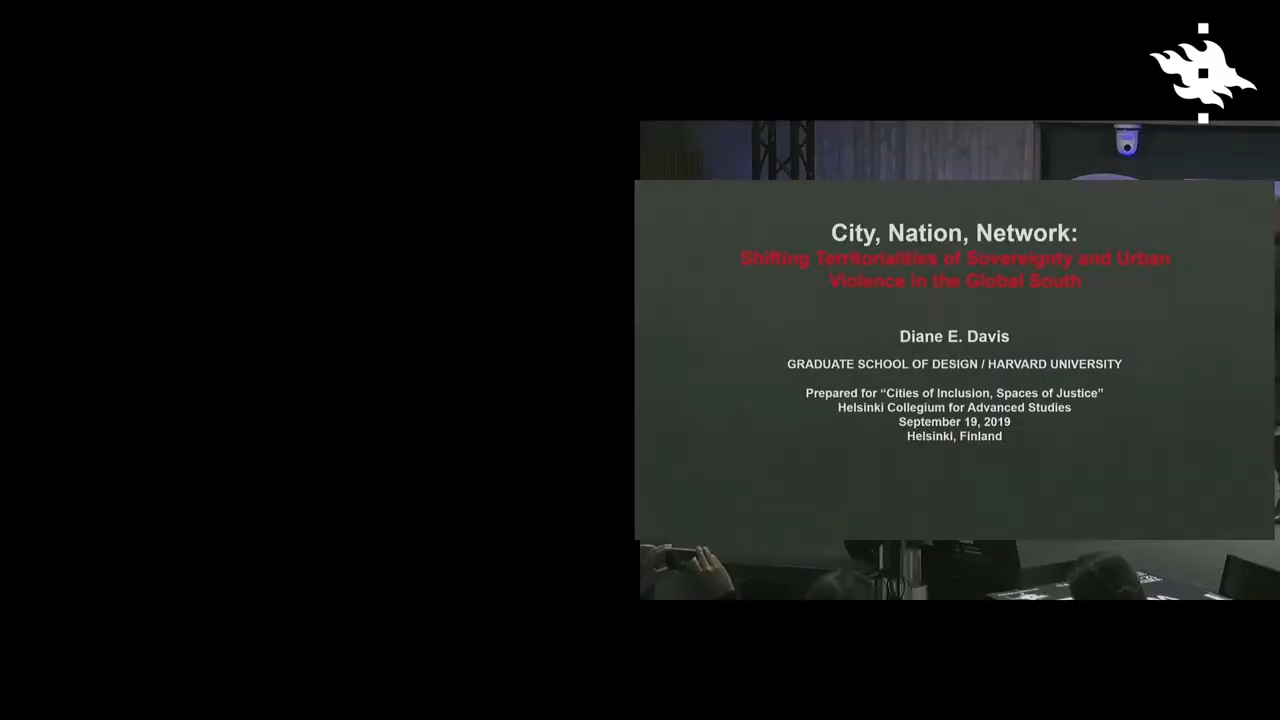 City, Nation, Network:
Shifting Territorialities of Sovereignty and Urban
Violence in the Global South
Diane E. Davis
GRADUATE SCHOOL OF DESIGN / HARVARD UNIVERSITY
Prepared for “Cities of Inclusion, Spaces of Justice”
Helsinki Collegium for Advanced Studies
September 19, 2019
Helsinki, Finland